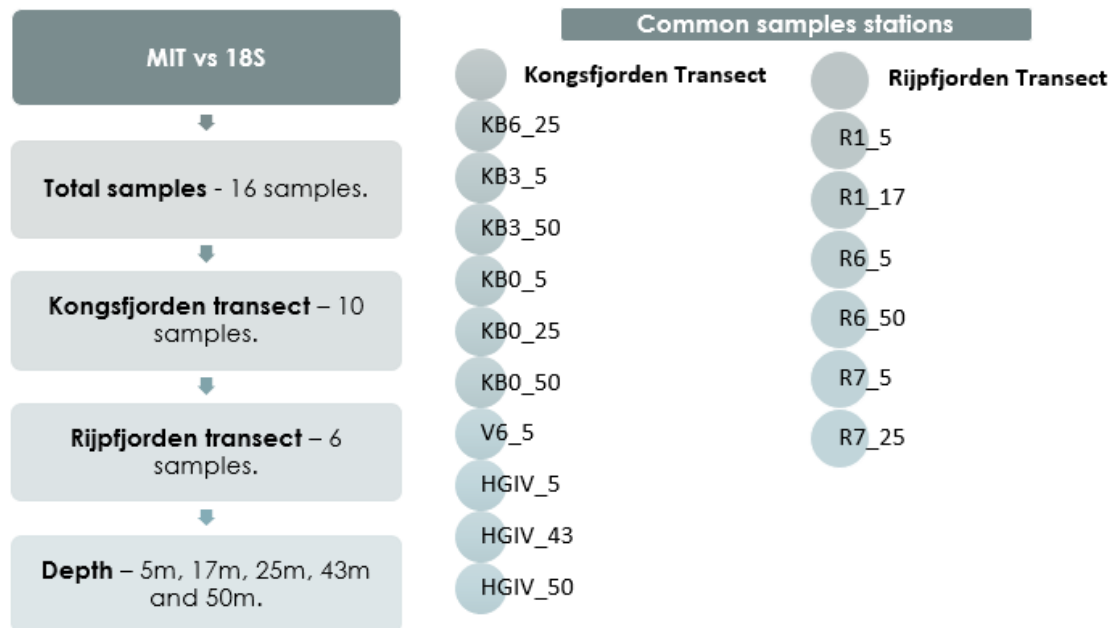 MIT vs 18S
Total samples - 16 samples.
Kongsfjorden transect – 10
samples.
Rijpfjorden transect – 6
samples.
Depth – 5m, 17m, 25m, 43m
and 50m.
Common samples stations
Kongsfjorden Transect
KB6_25
KB3_5
KB3_50
KB0_5
KB0_25
KB0_50
V6_5
HGIV_5
HGIV_43
HGIV_50
Rijpfjorden Transect
R1_5
R1_17
R6_5
R6_50
R7_5
R7_25